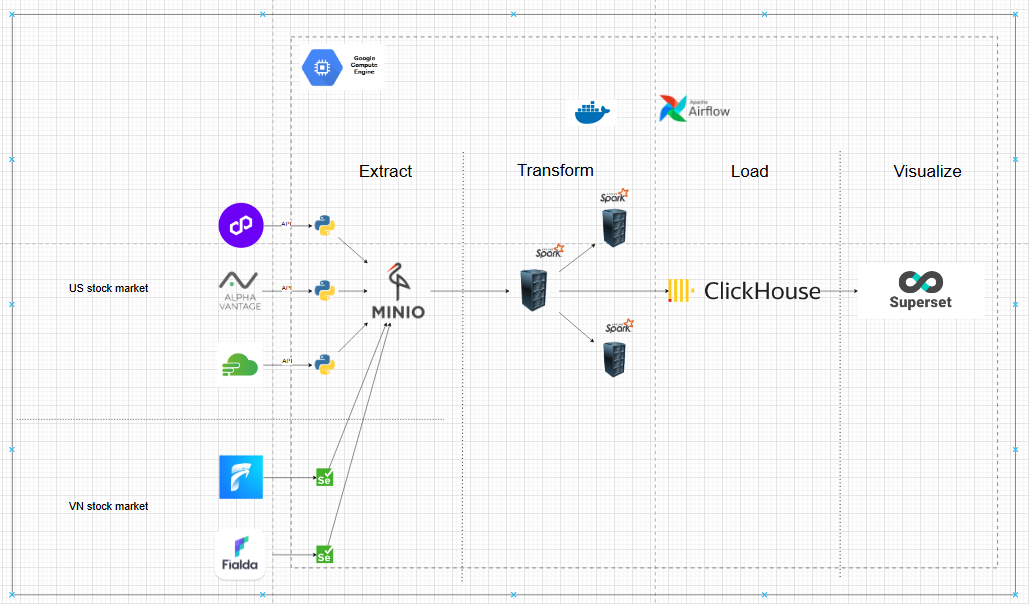 Google
Compute
Engine
Apache
Airflow
Extract
Transform
Load
Visualize
Spark
API
Spark
US stock market
API
ALPHA
VANTAGE
MINIO
ClickHouse
Superset
Spark
API
VN stock market
Se
Se
Fialda